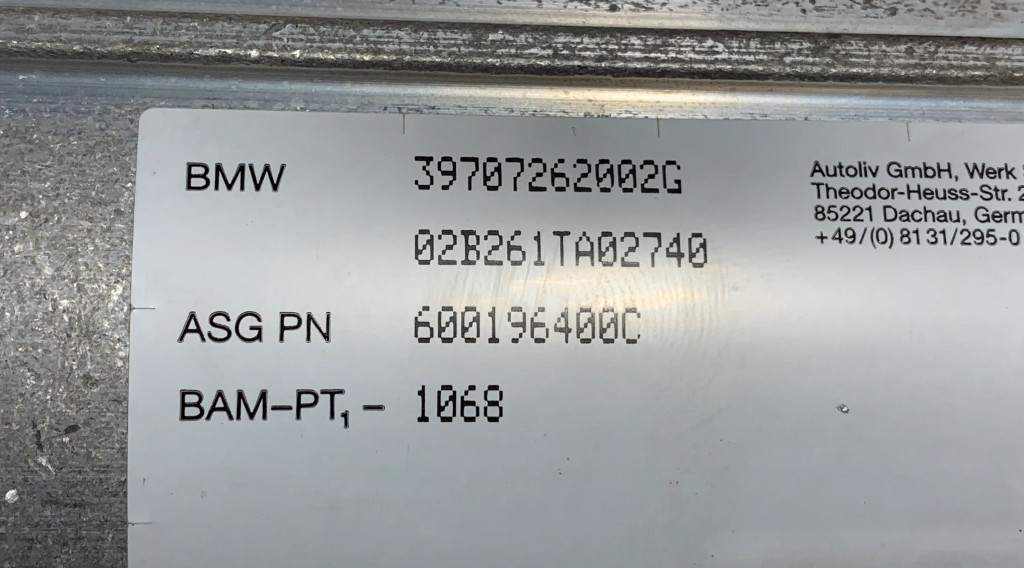 BMW 39707262002G
02B261TA02740
ASG PN 600196400C
BAM-PT1 - 1068
Autoliv GmbH, Werk
Theodor-Heuss-Str. 2
85221 Dachau, Germ
+49/(0) 81 31/295-0